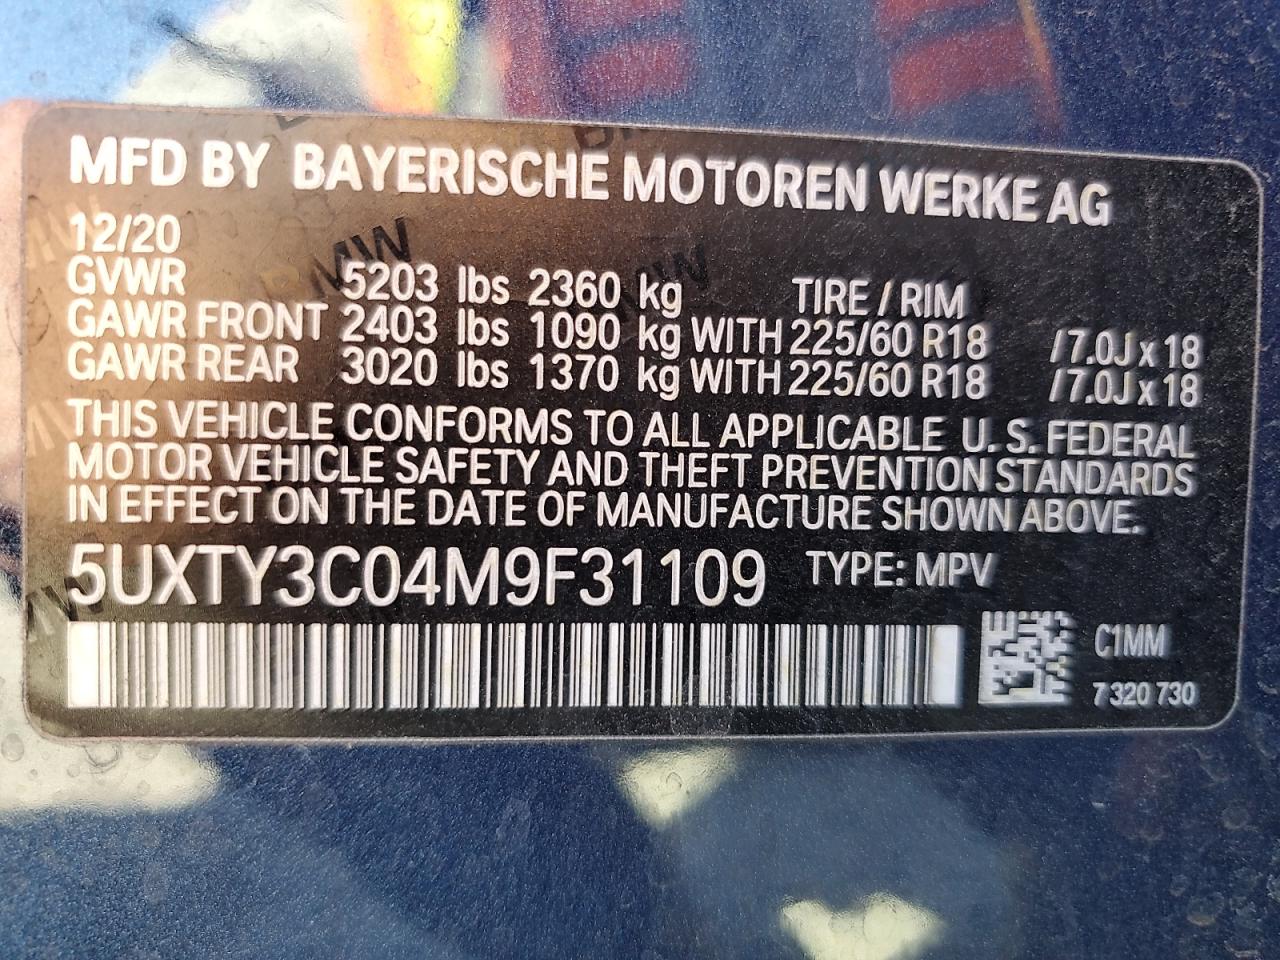 MFD BY BAYERISCHE MOTOREN WERKE AG
12/20
GVWR 5203 lbs 2360 kg TIRE / RIM
GAWR FRONT 2403 lbs 1090 kg WITH 225/60 R18 /7.0J x 18
GAWR REAR 3020 lbs 1370 kg WITH 225/60 R18 /7.0J x 18
THIS VEHICLE CONFORMS TO ALL APPLICABLE U. S. FEDERAL
MOTOR VEHICLE SAFETY AND THEFT PREVENTION STANDARDS
IN EFFECT ON THE DATE OF MANUFACTURE SHOWN ABOVE.
5UXTY3C04M9F31109 TYPE: MPV
C1MM
7 320 730